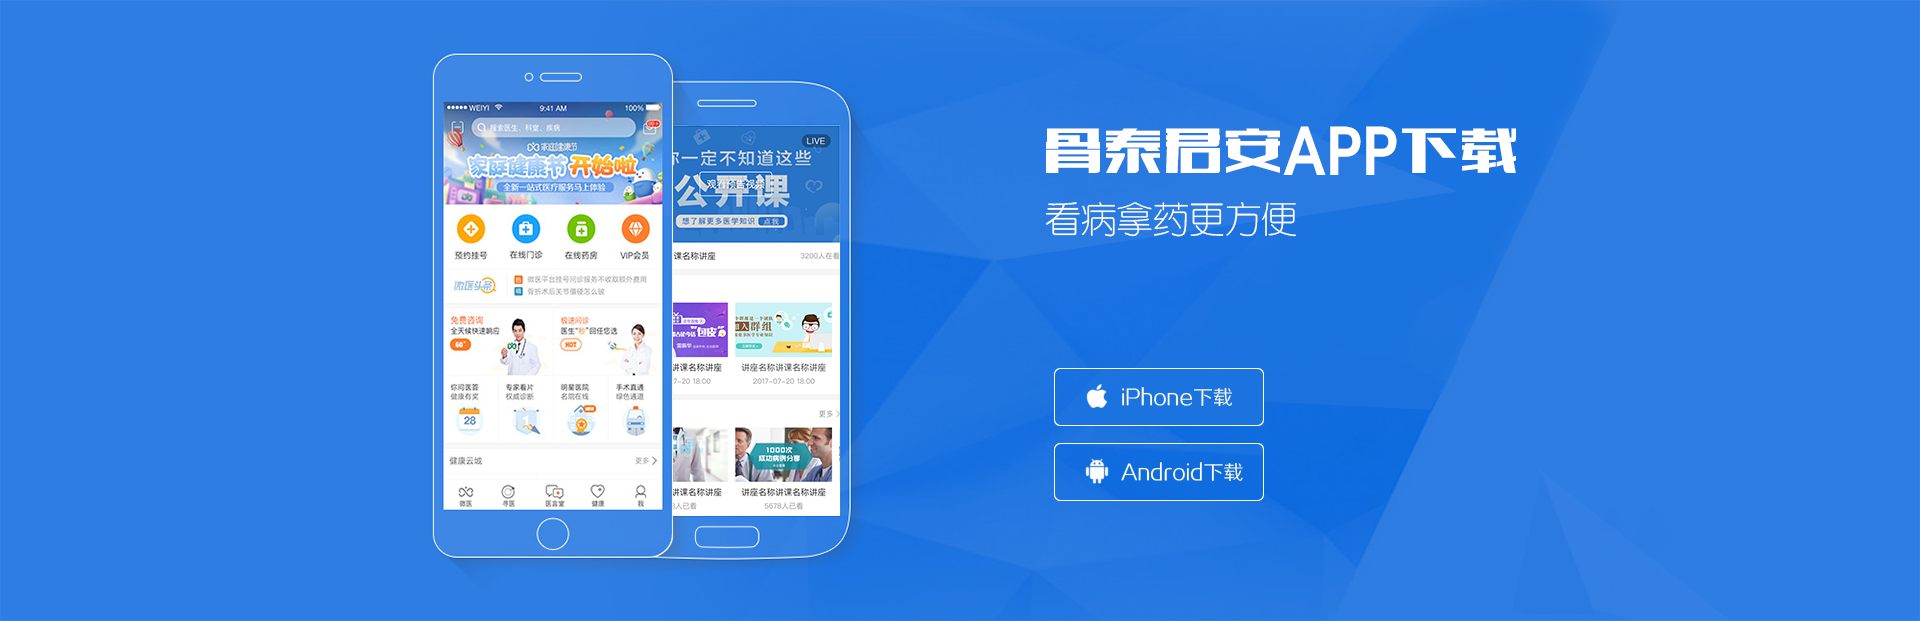 ●●●●● WEIYI
9:41 AM
100%
搜索医生、科室、疾病
99+
家庭健康节
家庭健康节 开始啦
全新一站式医疗服务马上体验
预约挂号
在线门诊
在线药房
VIP会员
微医头条
微医平台挂号问诊服务不收取额外费用
骨折术后关节僵硬怎么破
免费咨询
全天候快速响应
GO
极速问诊
医生“秒”回任您选
HOT
你问医答
健康有奖
28
专家看片
权威诊断
1
明星医院
名院在线
手术直通
绿色通道
健康云城
更多
微医
寻医
医言堂
健康
我
LIVE
你一定不知道这些
公开课
观看预告视频
想了解更多医学知识
点我
课名称讲座
3200人在看
包皮
入群组
讲课名称讲座
7-20 18:00
讲座名称讲课名称讲座
2017-07-20 18:00
更多
1000次
成功病例分享
讲课名称讲座
人已看
讲座名称讲课名称讲座
5678人已看
骨泰君安APP下载
看病拿药更方便
iPhone下载
Android下载